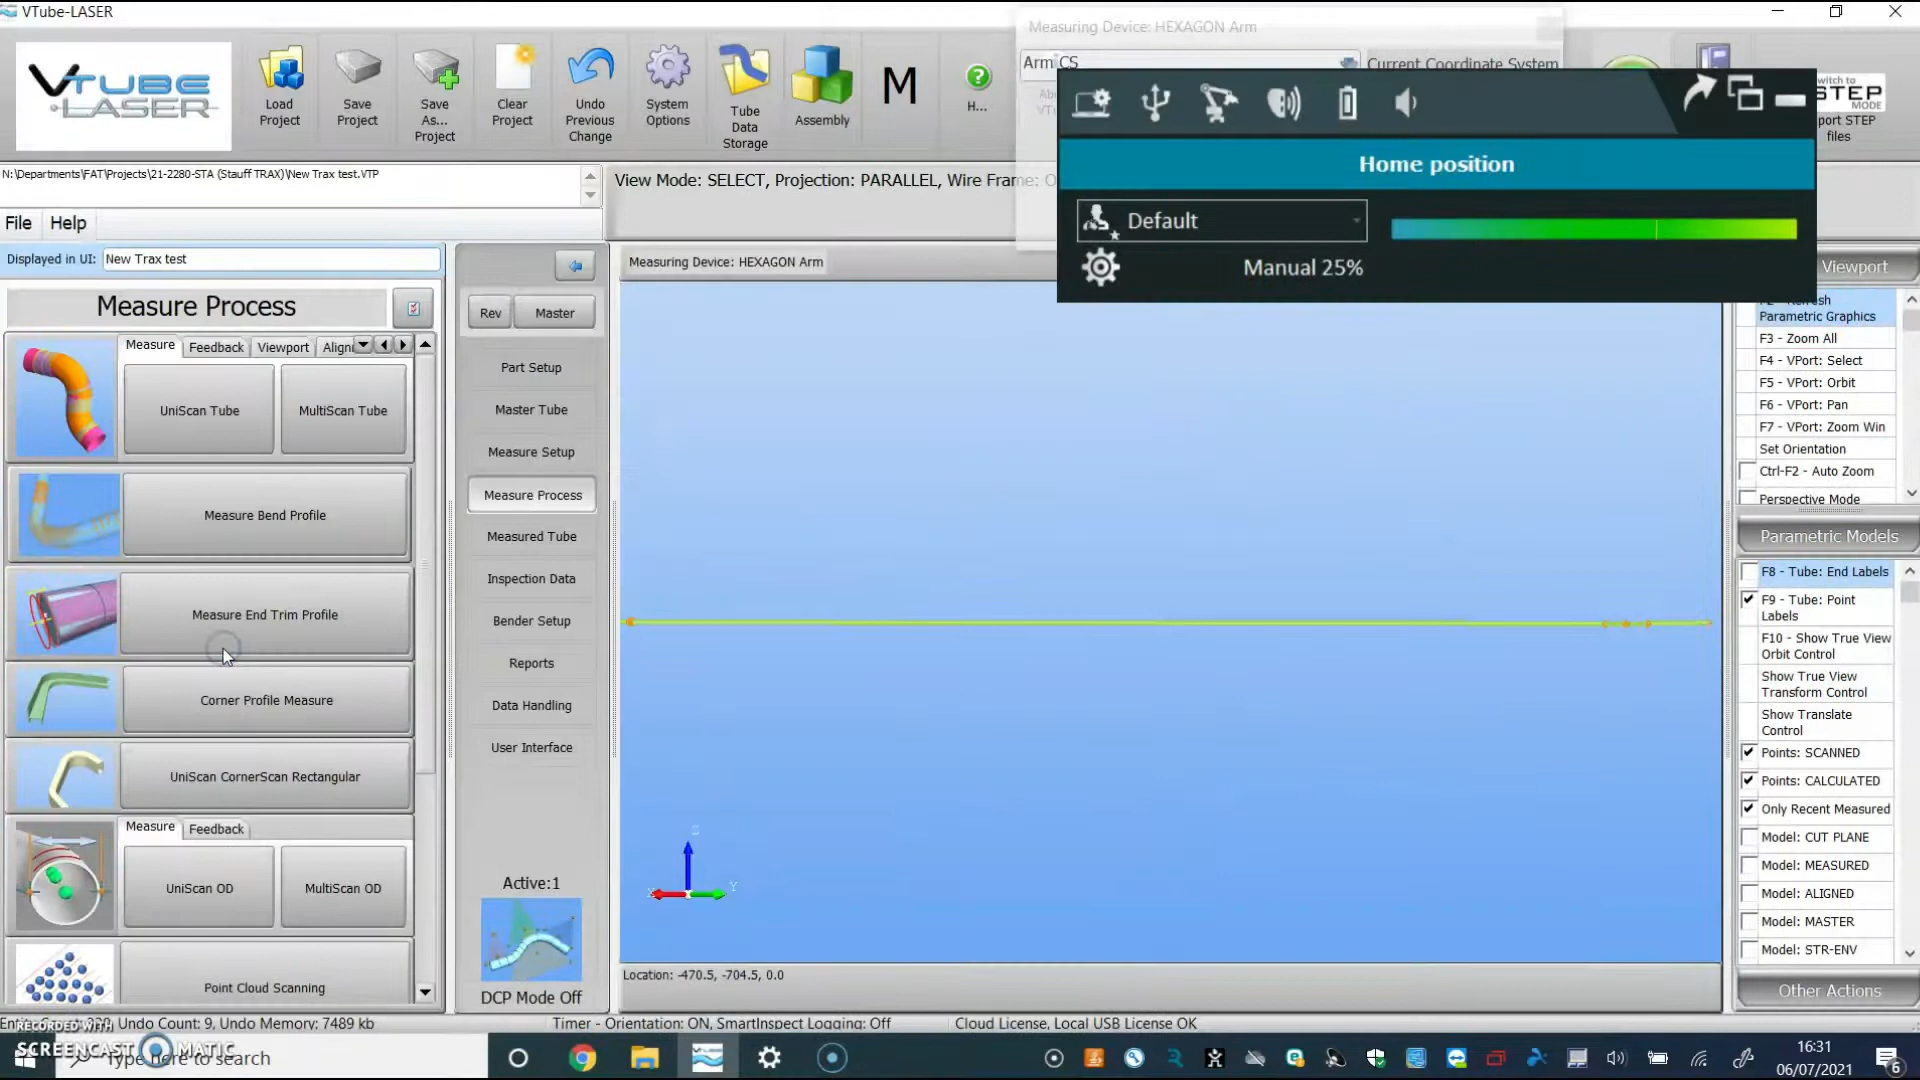 VTube-LASER
Measuring Device: HEXAGON Arm
VTUBE
-LASER
Load
Project
Save
Project
Save
As...
Project
Clear
Project
Undo
Previous
Change
System
Options
Tube
Data
Storage
Assembly
M
H...
Arm CS
Current Coordinate System
STEP
MODE
files
Home position
Default
Manual 25%
N:\Departments\FAT\Projects\21-2280-STA (Stauff TRAX)\New Trax test.VTP
View Mode: SELECT, Projection: PARALLEL, Wire Frame:
File Help
Displayed in UI: New Trax test
Measure Process
Measure Feedback Viewport
UniScan Tube
MultiScan Tube
Measure Bend Profile
Measure End Trim Profile
Corner Profile Measure
UniScan CornerScan Rectangular
Measure Feedback
UniScan OD
MultiScan OD
Point Cloud Scanning
Rev Master
Part Setup
Master Tube
Measure Setup
Measure Process
Measured Tube
Inspection Data
Bender Setup
Reports
Data Handling
User Interface
Active:1
DCP Mode Off
Measuring Device: HEXAGON Arm
X
Y
Location: -470.5, -704.5, 0.0
Viewport
Parametric Graphics
F3 - Zoom All
F4 - VPort: Select
F5 - VPort: Orbit
F6 - VPort: Pan
F7 - VPort: Zoom Win
Set Orientation
Ctrl-F2 - Auto Zoom
Perspective Mode
Parametric Models
F8 - Tube: End Labels
F9 - Tube: Point
Labels
F10 - Show True View
Orbit Control
Show True View
Transform Control
Show Translate
Control
Points: SCANNED
Points: CALCULATED
Only Recent Measured
Model: CUT PLANE
Model: MEASURED
Model: ALIGNED
Model: MASTER
Model: STR-ENV
Other Actions
Undo Count: 9, Undo Memory: 7489 kb
Timer - Orientation: ON, SmartInspect Logging: Off
Cloud License, Local USB License OK
RECORDED WITH
SCREENCAST MATIC
Type here to search
16:31
06/07/2021
6